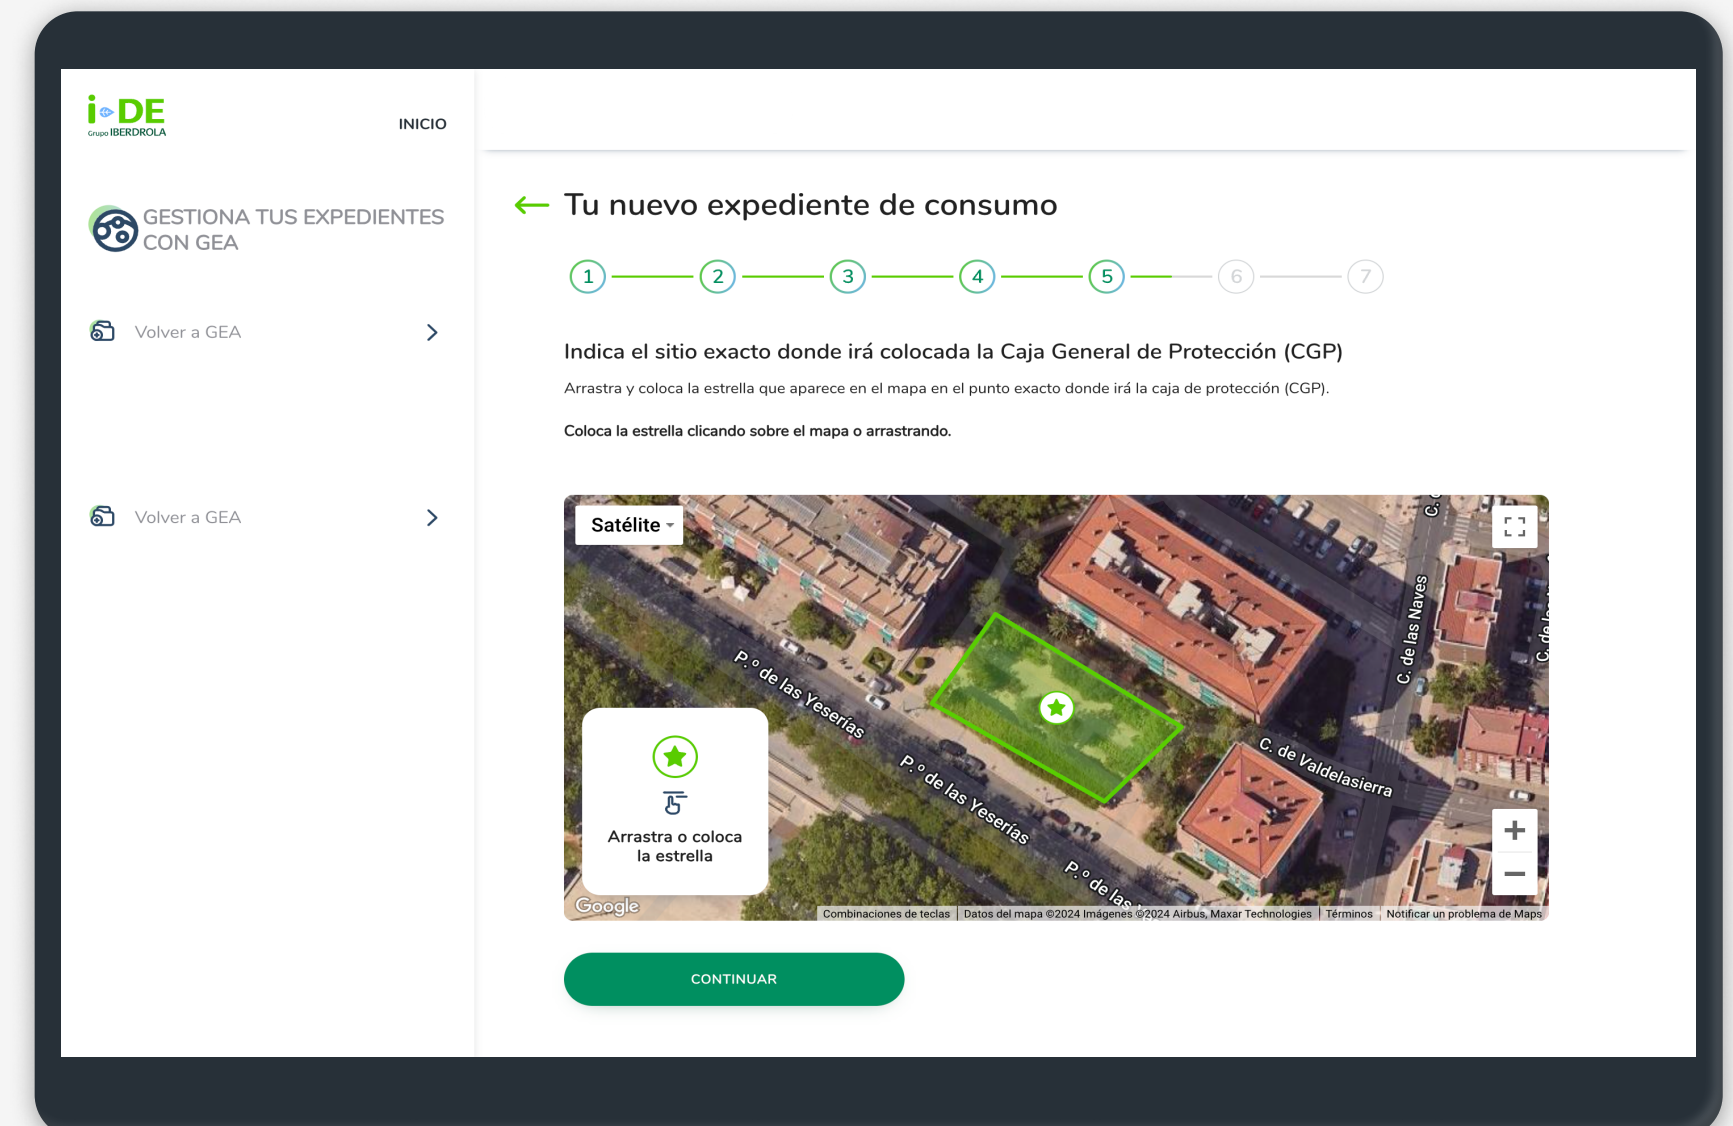 i DE
Grupo IBERDROLA
INICIO
GESTIONA TUS EXPEDIENTES
CON GEA
Volver a GEA
Volver a GEA
Tu nuevo expediente de consumo
1 2 3 4 5 6 7
Indica el sitio exacto donde irá colocada la Caja General de Protección (CGP)
Arrastra y coloca la estrella que aparece en el mapa en el punto exacto donde irá la caja de protección (CGP).
Coloca la estrella clicando sobre el mapa o arrastrando.
Satélite
C. de las Naves
P.º de las Yeserías
P.º de las Yeserías
P.º de las
C. de Valdelasierra
Arrastra o coloca
la estrella
Google
Combinaciones de teclas
Datos del mapa ©2024 Imágenes ©2024 Airbus, Maxar Technologies
Términos
Notificar un problema de Maps
CONTINUAR